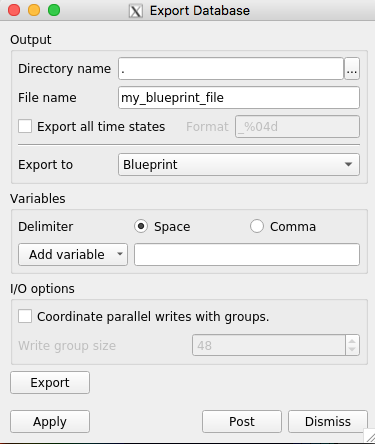 Export Database
Output
Directory name . ...
File name my_blueprint_file
Export all time states Format _%04d
Export to Blueprint
Variables
Delimiter Space Comma
Add variable
I/O options
Coordinate parallel writes with groups.
Write group size 48
Export
Apply Post Dismiss